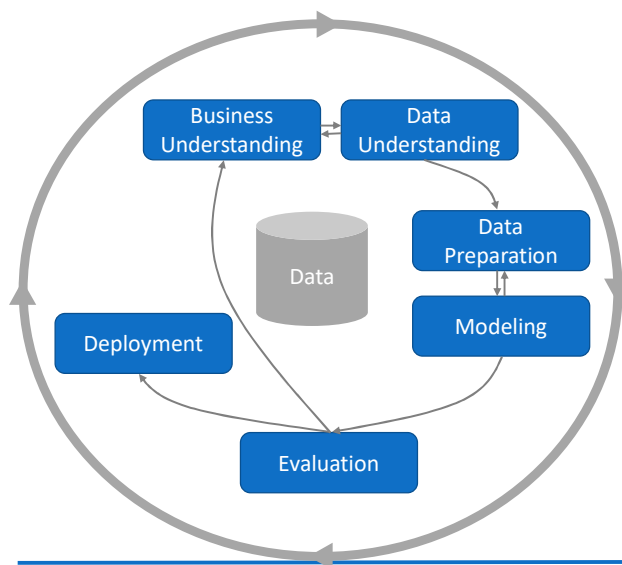 Business
Understanding
Data
Understanding
Data
Preparation
Data
Modeling
Deployment
Evaluation